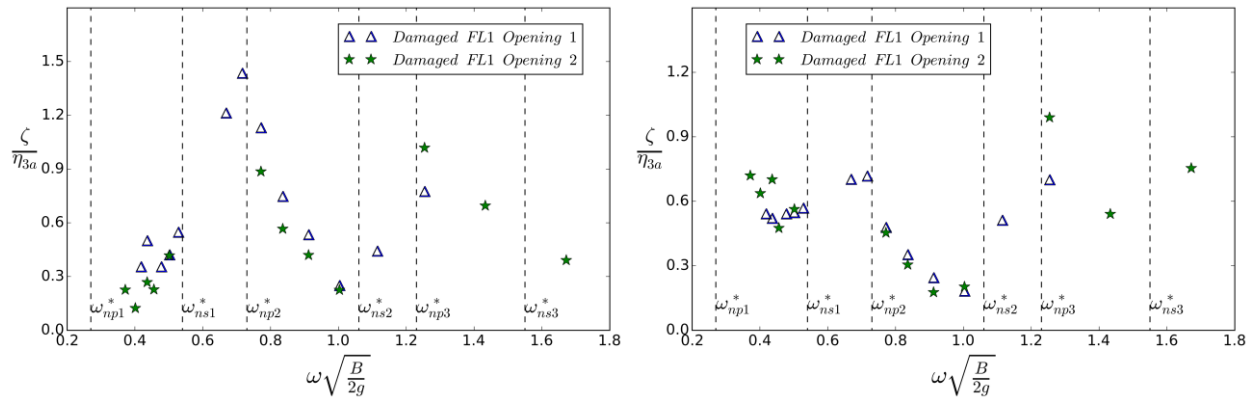 Damaged FL1 Opening 1
Damaged FL1 Opening 2
1.5
1.2
0.9
0.6
0.3
0.0
ζ/η3a
ω*np1
ω*ns1
ω*np2
ω*ns2
ω*np3
ω*ns3
0.2 0.4 0.6 0.8 1.0 1.2 1.4 1.6 1.8
ω√(B/2g)
Damaged FL1 Opening 1
Damaged FL1 Opening 2
1.2
0.9
0.6
0.3
0.0
ζ/η3a
ω*np1
ω*ns1
ω*np2
ω*ns2
ω*np3
ω*ns3
0.2 0.4 0.6 0.8 1.0 1.2 1.4 1.6 1.8
ω√(B/2g)